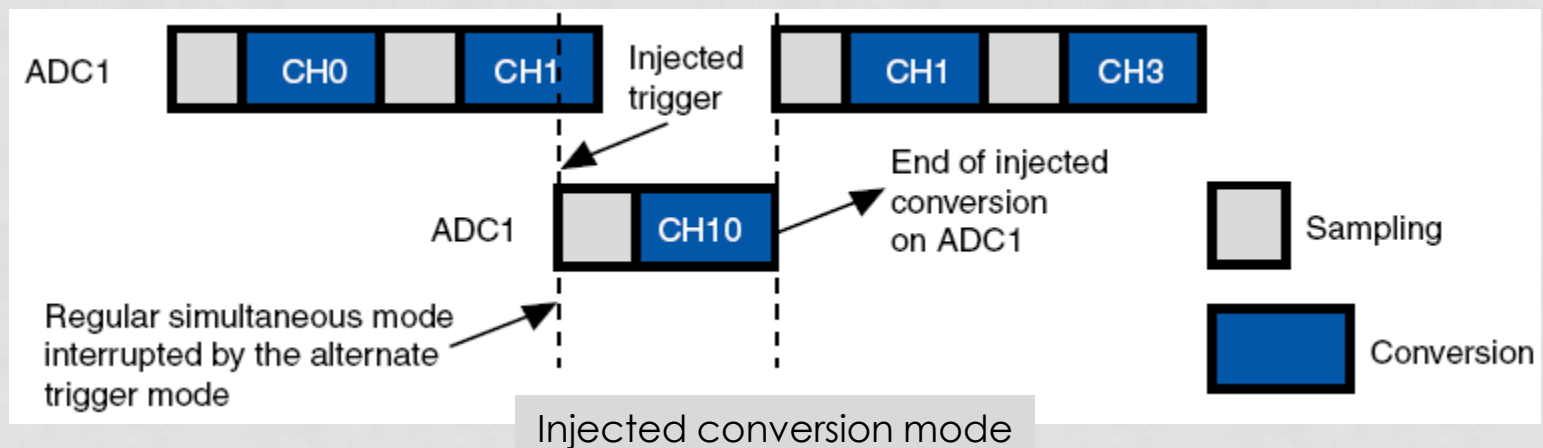 ADC1
CH0
CH1
Injected
trigger
CH1
CH3
ADC1
CH10
End of injected
conversion
on ADC1
Sampling
Regular simultaneous mode
interrupted by the alternate
trigger mode
Conversion
Injected conversion mode